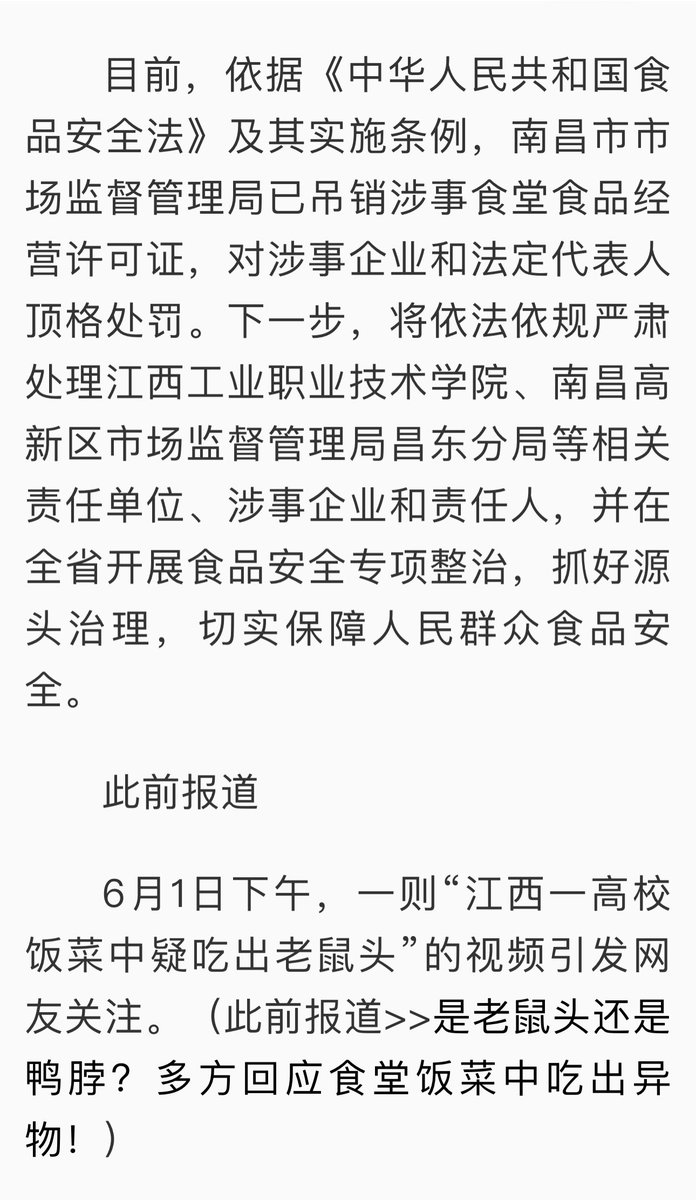 目前，依据《中华人民共和国食
品安全法》及其实施条例，南昌市市
场监督管理局已吊销涉事食堂食品经
营许可证，对涉事企业和法定代表人
顶格处罚。下一步，将依法依规严肃
处理江西工业职业技术学院、南昌高
新区市场监督管理局昌东分局等相关
责任单位、涉事企业和责任人，并在
全省开展食品安全专项整治，抓好源
头治理，切实保障人民群众食品安
全。
此前报道
6月1日下午，一则“江西一高校
饭菜中疑吃出老鼠头”的视频引发网
友关注。（此前报道>>是老鼠头还是
鸭脖？多方回应食堂饭菜中吃出异
物！）